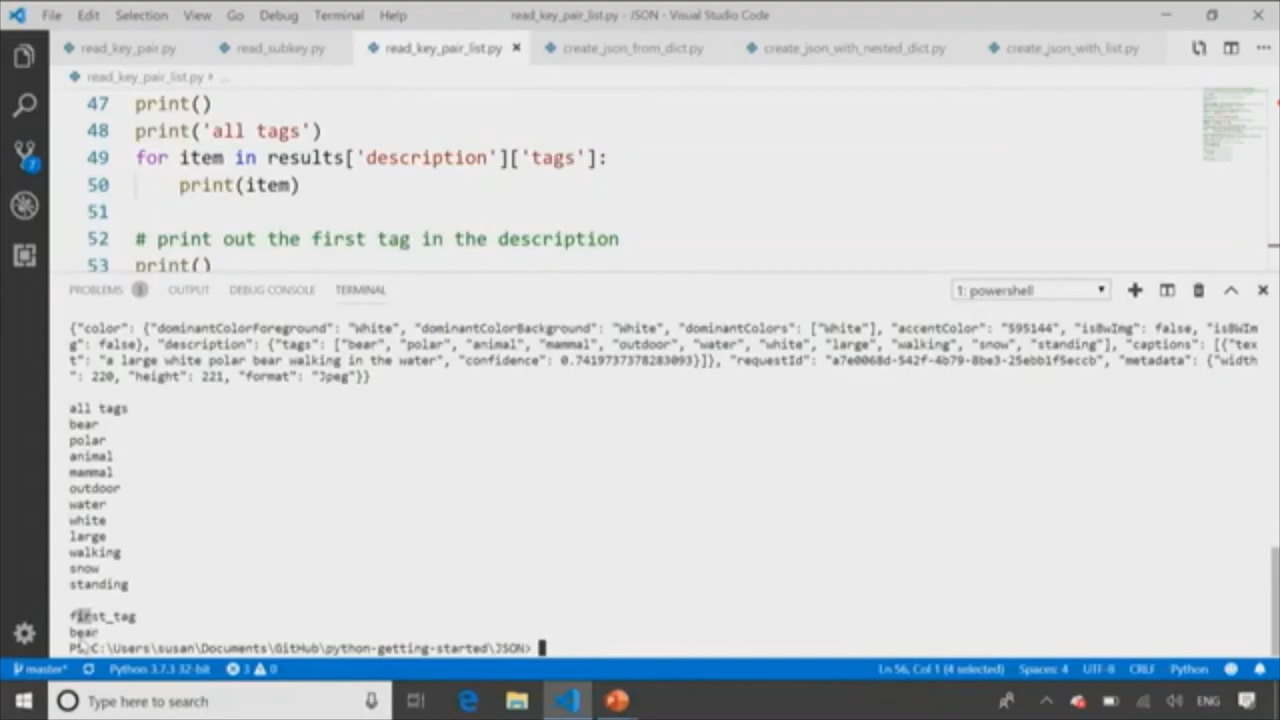 File Edit Selection View Go Debug Terminal Help read_key_pair_list.py - JSON - Visual Studio Code
read_key_pair.py read_subkey.py read_key_pair_list.py create_json_from_dict.py create_json_with_nested_dict.py create_json_with_list.py
read_key_pair_list.py > ...
47 print()
48 print('all tags')
49 for item in results['description']['tags']:
50 print(item)
51
52 # print out the first tag in the description
53 print()
PROBLEMS 3 OUTPUT DEBUG CONSOLE TERMINAL 1: powershell
{"color": {"dominantColorForeground": "White", "dominantColorBackground": "White", "dominantColors": ["White"], "accentColor": "595144", "isBwImg": false, "isBWIm
g": false}, "description": {"tags": ["bear", "polar", "animal", "mammal", "outdoor", "water", "white", "large", "walking", "snow", "standing"], "captions": [{"tex
t": "a large white polar bear walking in the water", "confidence": 0.7419737378283093}]}, "requestId": "a7e0068d-542f-4b79-8be3-25ebb1f5eccb", "metadata": {"width
": 220, "height": 221, "format": "Jpeg"}}
all tags
bear
polar
animal
mammal
outdoor
water
white
large
walking
snow
standing
first_tag
bear
PS C:\Users\susan\Documents\GitHub\python-getting-started\JSON>
master* Python 3.7.3 32-bit 3 0 Ln 56, Col 1 (4 selected) Spaces: 4 UTF-8 CRLF Python
Type here to search ENG